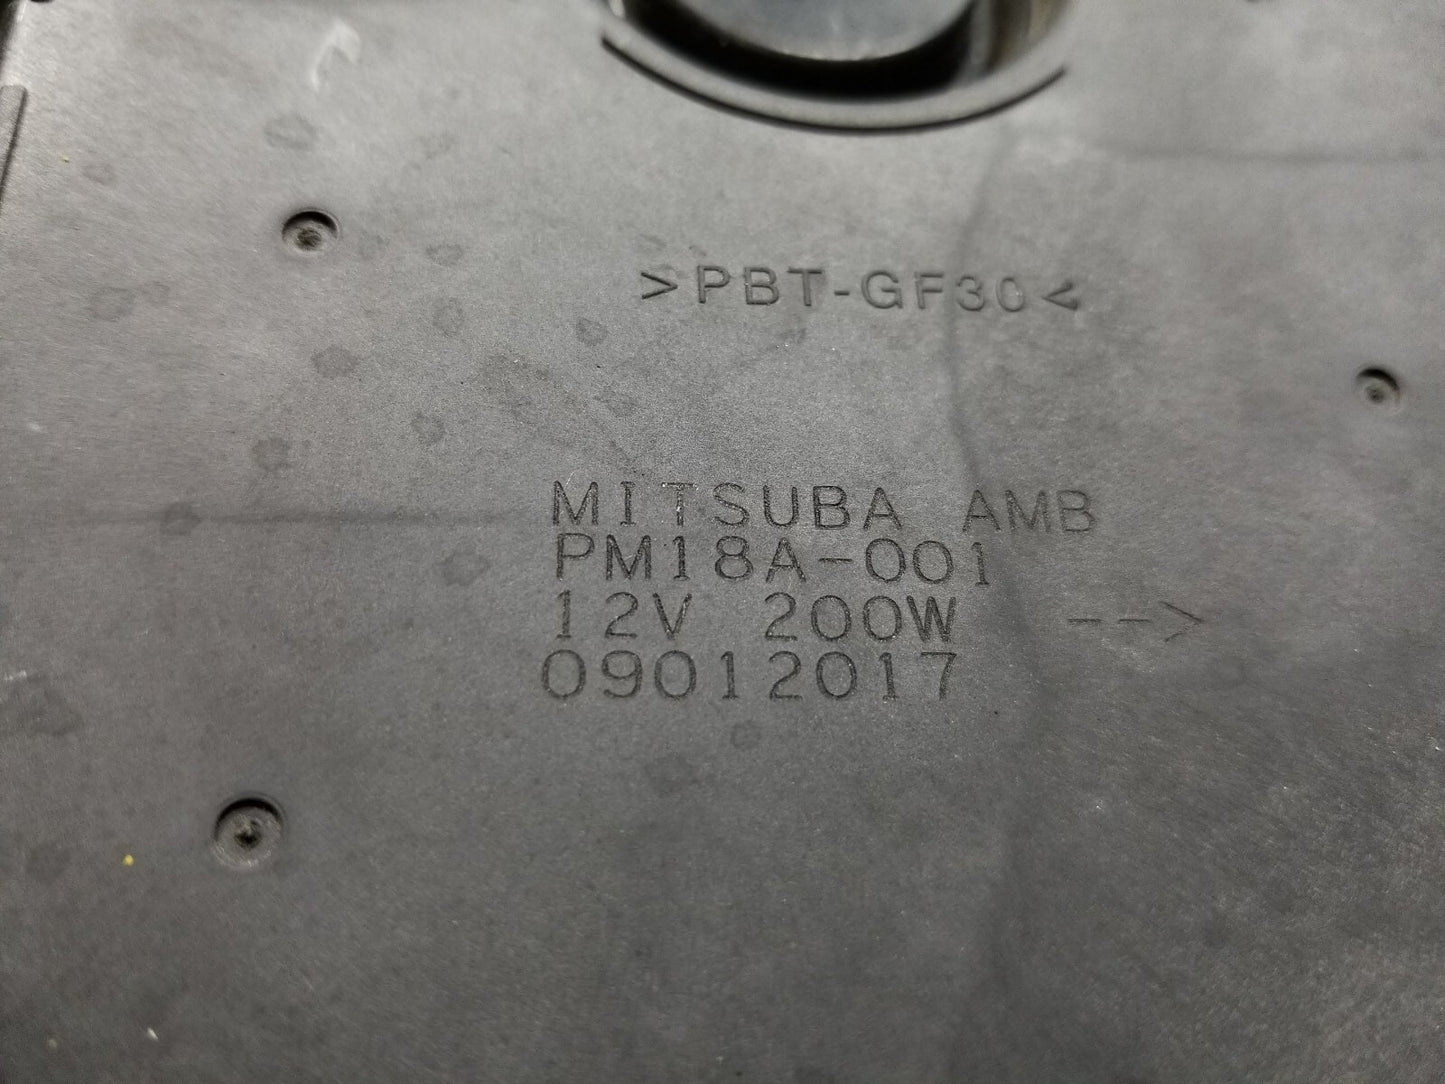 >PBT-GF30<
MITSUBA AMB
PM18A-001
12V 200W -->
09012017